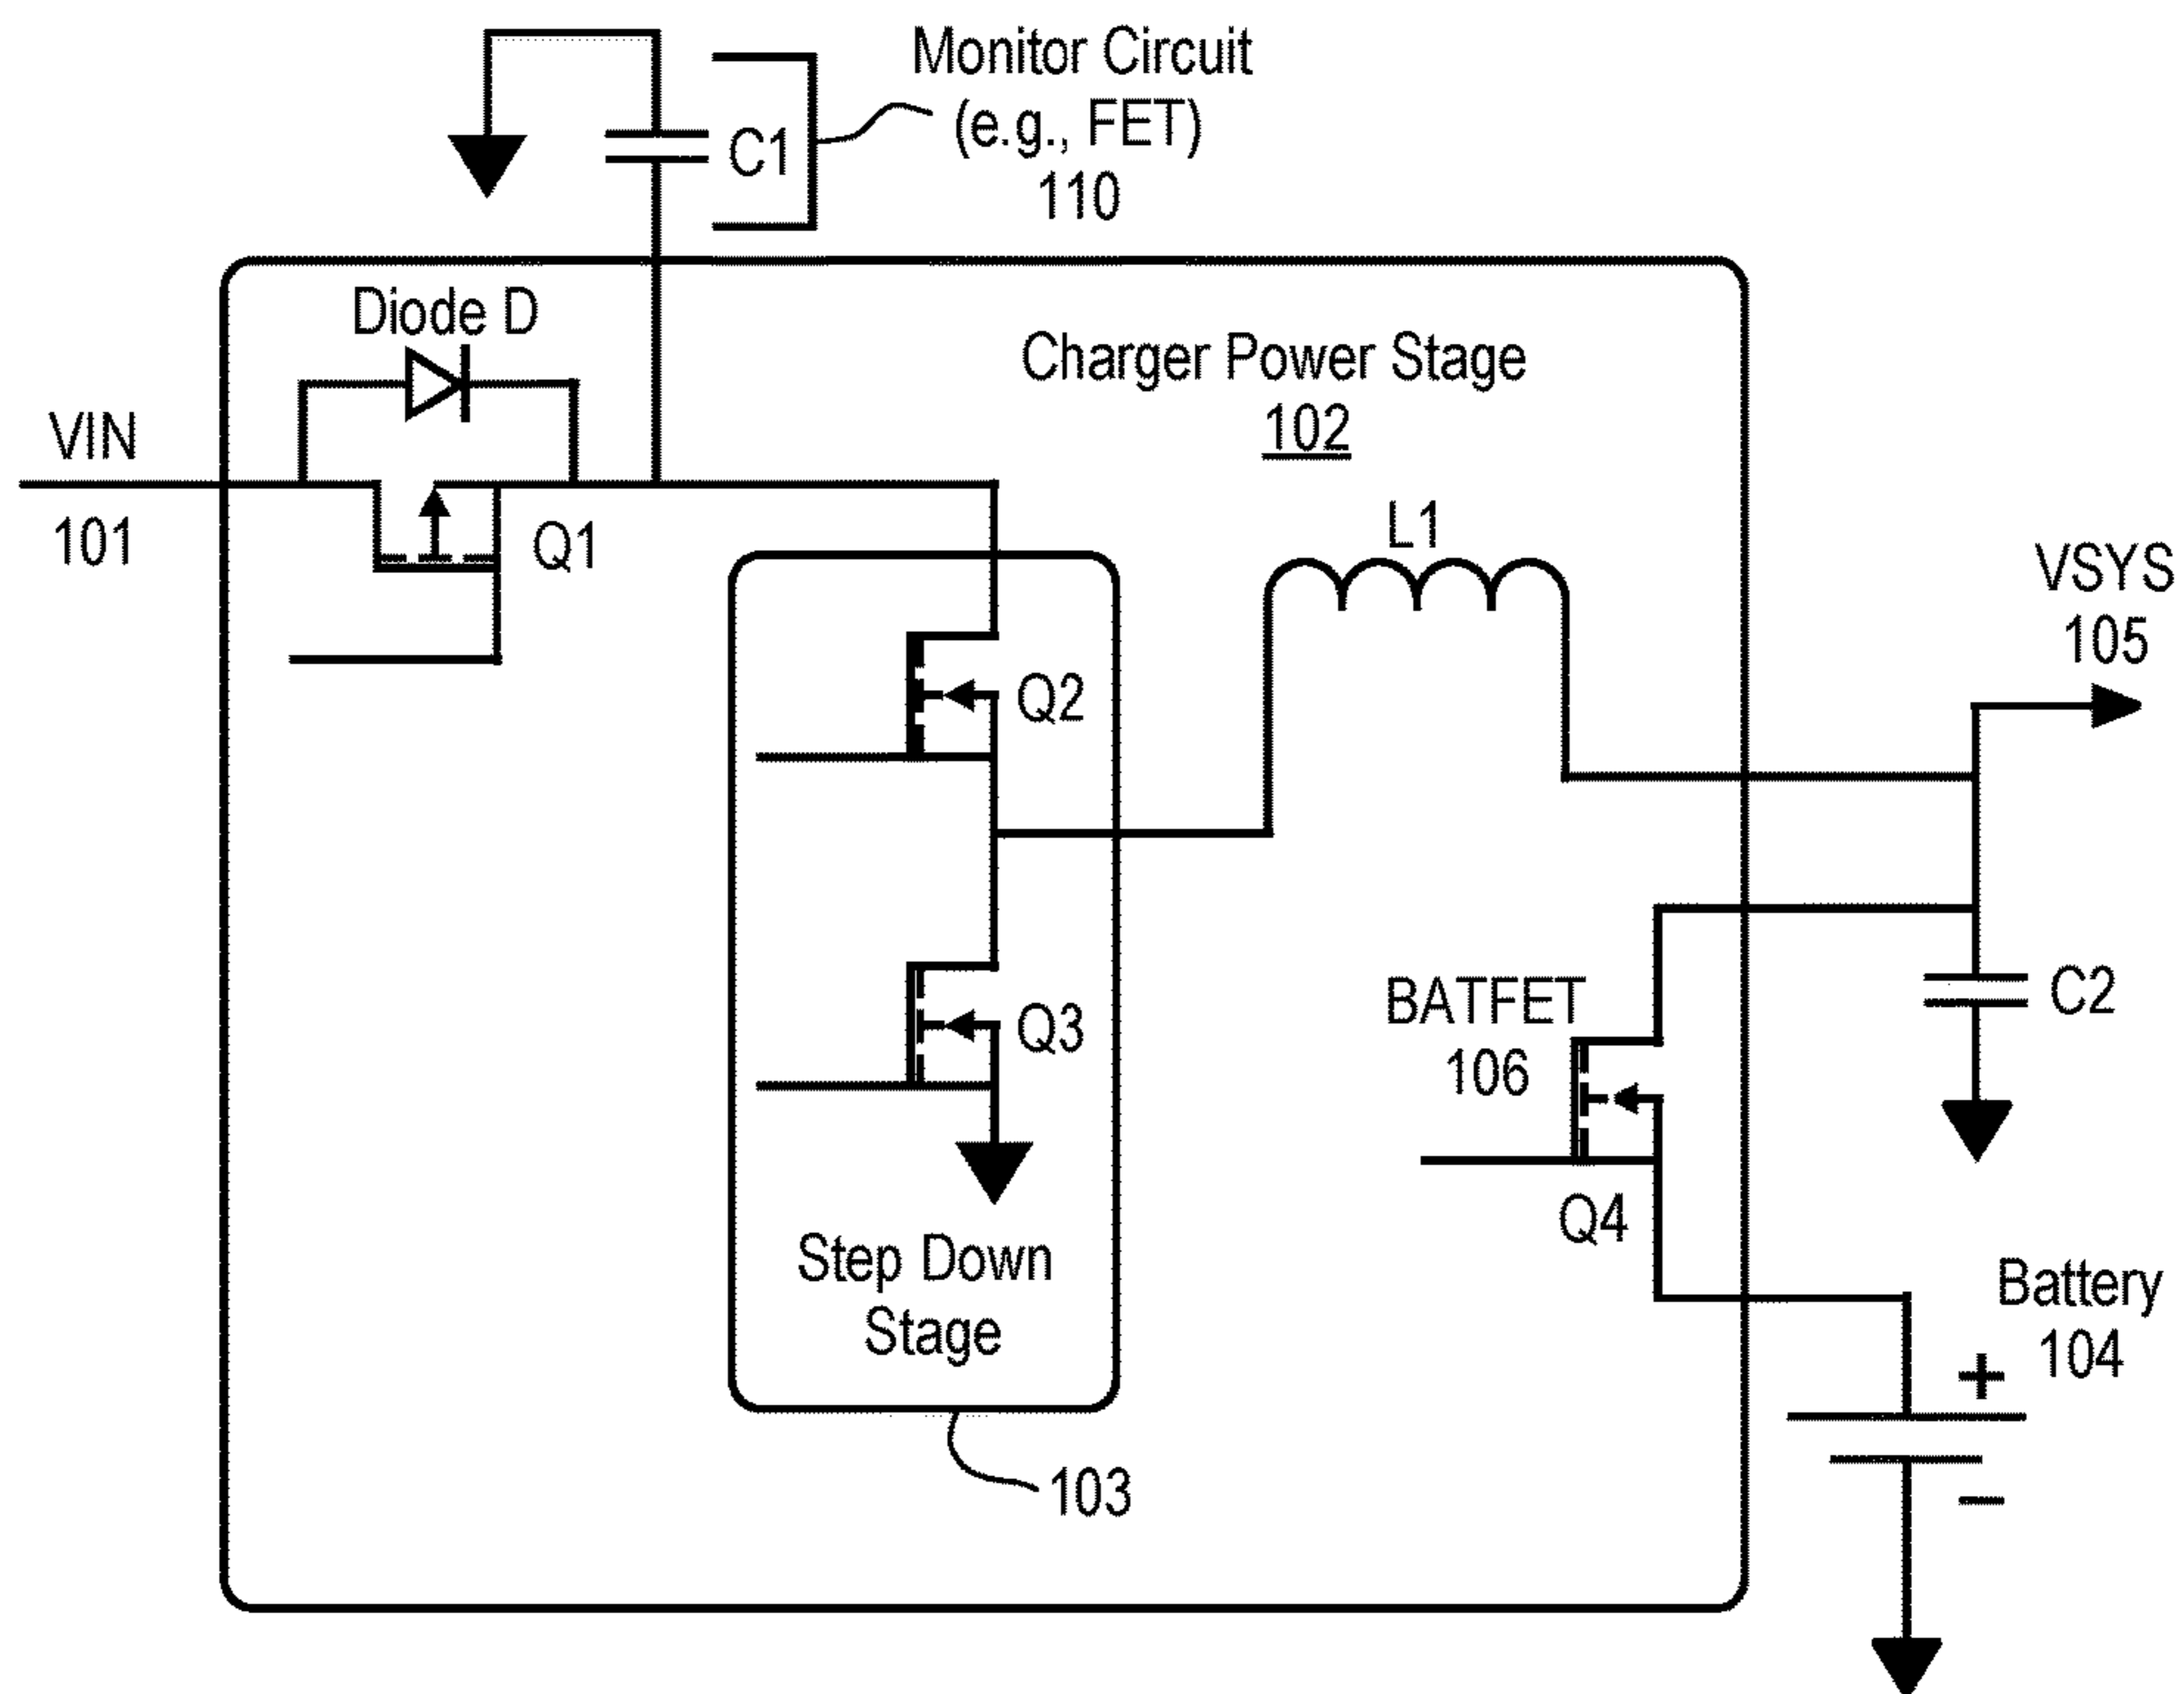 Monitor Circuit
(e.g., FET)
110
C1
Diode D
Charger Power Stage
102
VIN
101
Q1
L1
VSYS
105
Q2
Q3
BATFET
106
C2
Q4
Step Down
Stage
Battery
104
+
–
103